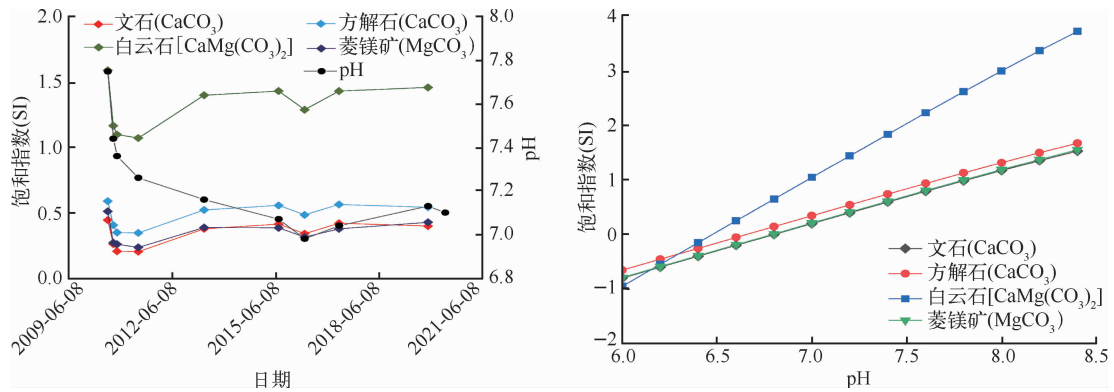 文石(CaCO3) 方解石(CaCO3)
白云石[CaMg(CO3)2] 菱镁矿(MgCO3)
pH
饱和指数(SI)
2.0
1.5
1.0
0.5
0.0
8.0
7.8
7.6
7.4
7.2
7.0
6.8
pH
2009-06-08 2012-06-08 2015-06-08 2018-06-08 2021-06-08
日期
饱和指数(SI)
4
3
2
1
0
−1
−2
文石(CaCO3)
方解石(CaCO3)
白云石[CaMg(CO3)2]
菱镁矿(MgCO3)
6.0 6.5 7.0 7.5 8.0 8.5
pH